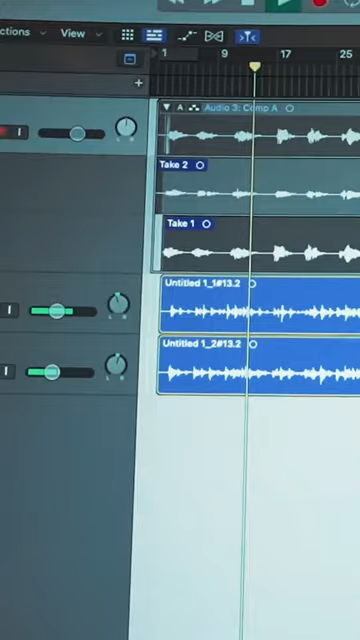 ctions View
1 9 17 25
A Audio 3: Comp A
Take 2
Take 1
I
Untitled 1_1#13.2
I
Untitled 1_2#13.2
I
L R
L R
L R